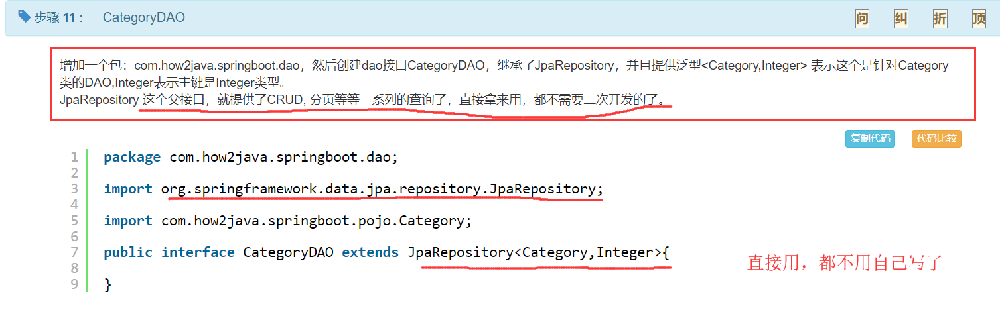 步骤 11 : CategoryDAO 问 纠 折 顶
增加一个包：com.how2java.springboot.dao，然后创建dao接口CategoryDAO，继承了JpaRepository，并且提供泛型<Category,Integer> 表示这个是针对Category
类的DAO,Integer表示主键是Integer类型。
JpaRepository 这个父接口，就提供了CRUD, 分页等等一系列的查询了，直接拿来用，都不需要二次开发的了。
复制代码 代码比较
1 package com.how2java.springboot.dao;
2
3 import org.springframework.data.jpa.repository.JpaRepository;
4
5 import com.how2java.springboot.pojo.Category;
6
7 public interface CategoryDAO extends JpaRepository<Category,Integer>{
直接用，都不用自己写了
8
9 }